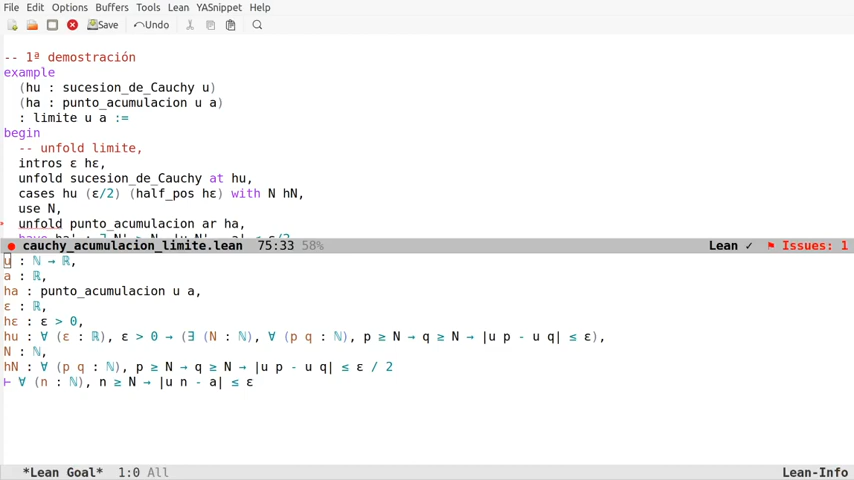 File Edit Options Buffers Tools Lean YASnippet Help
Save Undo
-- 1ª demostración
example
(hu : sucesion_de_Cauchy u)
(ha : punto_acumulacion u a)
: limite u a :=
begin
-- unfold limite,
intros ε hε,
unfold sucesion_de_Cauchy at hu,
cases hu (ε/2) (half_pos hε) with N hN,
use N,
unfold punto_acumulacion ar ha,
cauchy_acumulacion_limite.lean 75:33 58% Lean ✓ Issues: 1
u : ℕ → ℝ,
a : ℝ,
ha : punto_acumulacion u a,
ε : ℝ,
hε : ε > 0,
hu : ∀ (ε : ℝ), ε > 0 → (∃ (N : ℕ), ∀ (p q : ℕ), p ≥ N → q ≥ N → |u p - u q| ≤ ε),
N : ℕ,
hN : ∀ (p q : ℕ), p ≥ N → q ≥ N → |u p - u q| ≤ ε / 2
⊢ ∀ (n : ℕ), n ≥ N → |u n - a| ≤ ε
*Lean Goal* 1:0 All Lean-Info